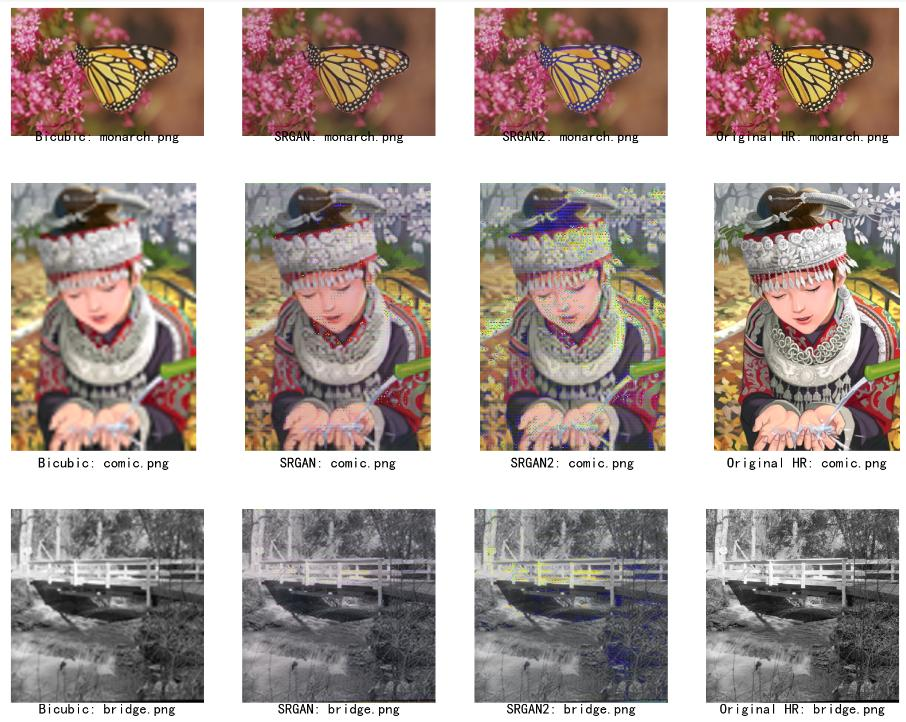 Bicubic: monarch.png
SRGAN: monarch.png
SRGAN2: monarch.png
Original HR: monarch.png
Bicubic: comic.png
SRGAN: comic.png
SRGAN2: comic.png
Original HR: comic.png
Bicubic: bridge.png
SRGAN: bridge.png
SRGAN2: bridge.png
Original HR: bridge.png